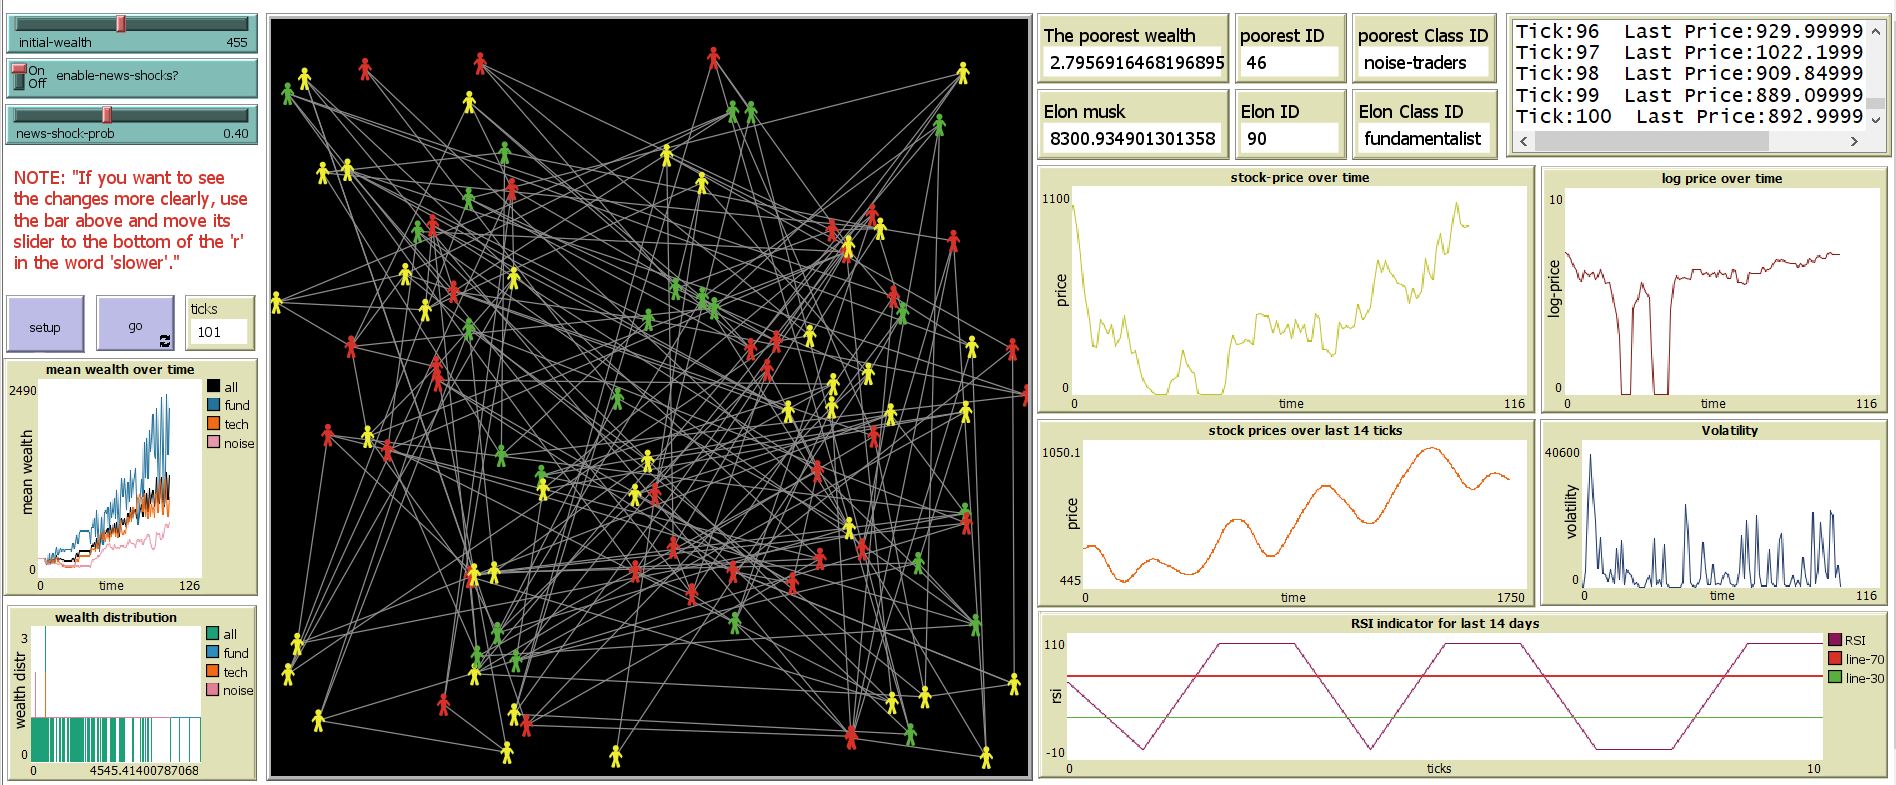 initial-wealth 455
On
Off
enable-news-shocks?
news-shock-prob 0.40
NOTE: "If you want to see
the changes more clearly, use
the bar above and move its
slider to the bottom of the 'r'
in the word 'slower'."
setup
go
ticks
101
mean wealth over time
2490
mean wealth
0
0 time 126
all
fund
tech
noise
wealth distribution
3
wealth distr
0
0 4545.41400787068
all
fund
tech
noise
The poorest wealth
2.7956916468196895
poorest ID
46
poorest Class ID
noise-traders
Elon musk
8300.934901301358
Elon ID
90
Elon Class ID
fundamentalist
Tick:96 Last Price:929.99999
Tick:97 Last Price:1022.1999
Tick:98 Last Price:909.84999
Tick:99 Last Price:889.09999
Tick:100 Last Price:892.9999
stock-price over time
1100
price
0
0 time 116
log price over time
10
log-price
0
0 time 116
stock prices over last 14 ticks
1050.1
price
445
0 time 1750
Volatility
40600
volatility
0
0 time 116
RSI indicator for last 14 days
110
rsi
-10
0 ticks 10
RSI
line-70
line-30